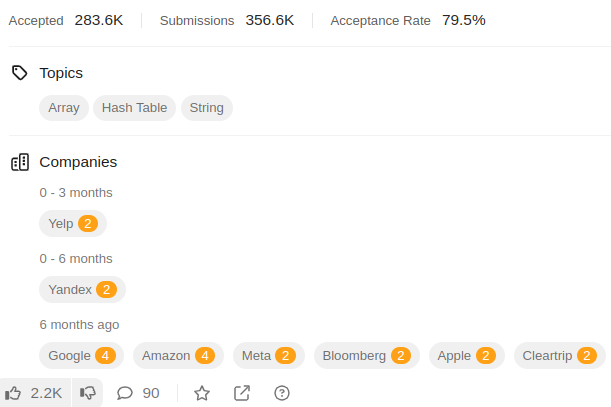 Accepted 283.6K Submissions 356.6K Acceptance Rate 79.5%
Topics
Array Hash Table String
Companies
0 - 3 months
Yelp 2
0 - 6 months
Yandex 2
6 months ago
Google 4 Amazon 4 Meta 2 Bloomberg 2 Apple 2 Cleartrip 2
2.2K 90